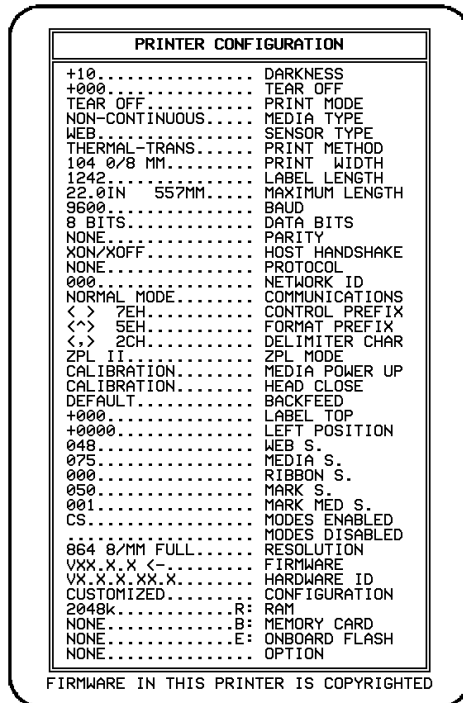 PRINTER CONFIGURATION
+10................ DARKNESS
+000............... TEAR OFF
TEAR OFF........... PRINT MODE
NON-CONTINUOUS..... MEDIA TYPE
WEB................ SENSOR TYPE
THERMAL-TRANS...... PRINT METHOD
104 0/8 MM......... PRINT  WIDTH
1242............... LABEL LENGTH
22.0IN   557MM..... MAXIMUM LENGTH
9600............... BAUD
8 BITS............. DATA BITS
NONE............... PARITY
XON/XOFF........... HOST HANDSHAKE
NONE............... PROTOCOL
000................ NETWORK ID
NORMAL MODE........ COMMUNICATIONS
< >  7EH........... CONTROL PREFIX
<^>  5EH........... FORMAT PREFIX
<,>  2CH........... DELIMITER CHAR
ZPL II............. ZPL MODE
CALIBRATION........ MEDIA POWER UP
CALIBRATION........ HEAD CLOSE
DEFAULT............ BACKFEED
+000............... LABEL TOP
+0000.............. LEFT POSITION
048................ WEB S.
075................ MEDIA S.
000................ RIBBON S.
050................ MARK S.
001................ MARK MED S.
CS................. MODES ENABLED
................... MODES DISABLED
864 8/MM FULL...... RESOLUTION
VXX.X.X <-......... FIRMWARE
VX.X.X.XX.X........ HARDWARE ID
CUSTOMIZED......... CONFIGURATION
2048k............R: RAM
NONE.............B: MEMORY CARD
NONE.............E: ONBOARD FLASH
NONE............... OPTION
FIRMWARE IN THIS PRINTER IS COPYRIGHTED